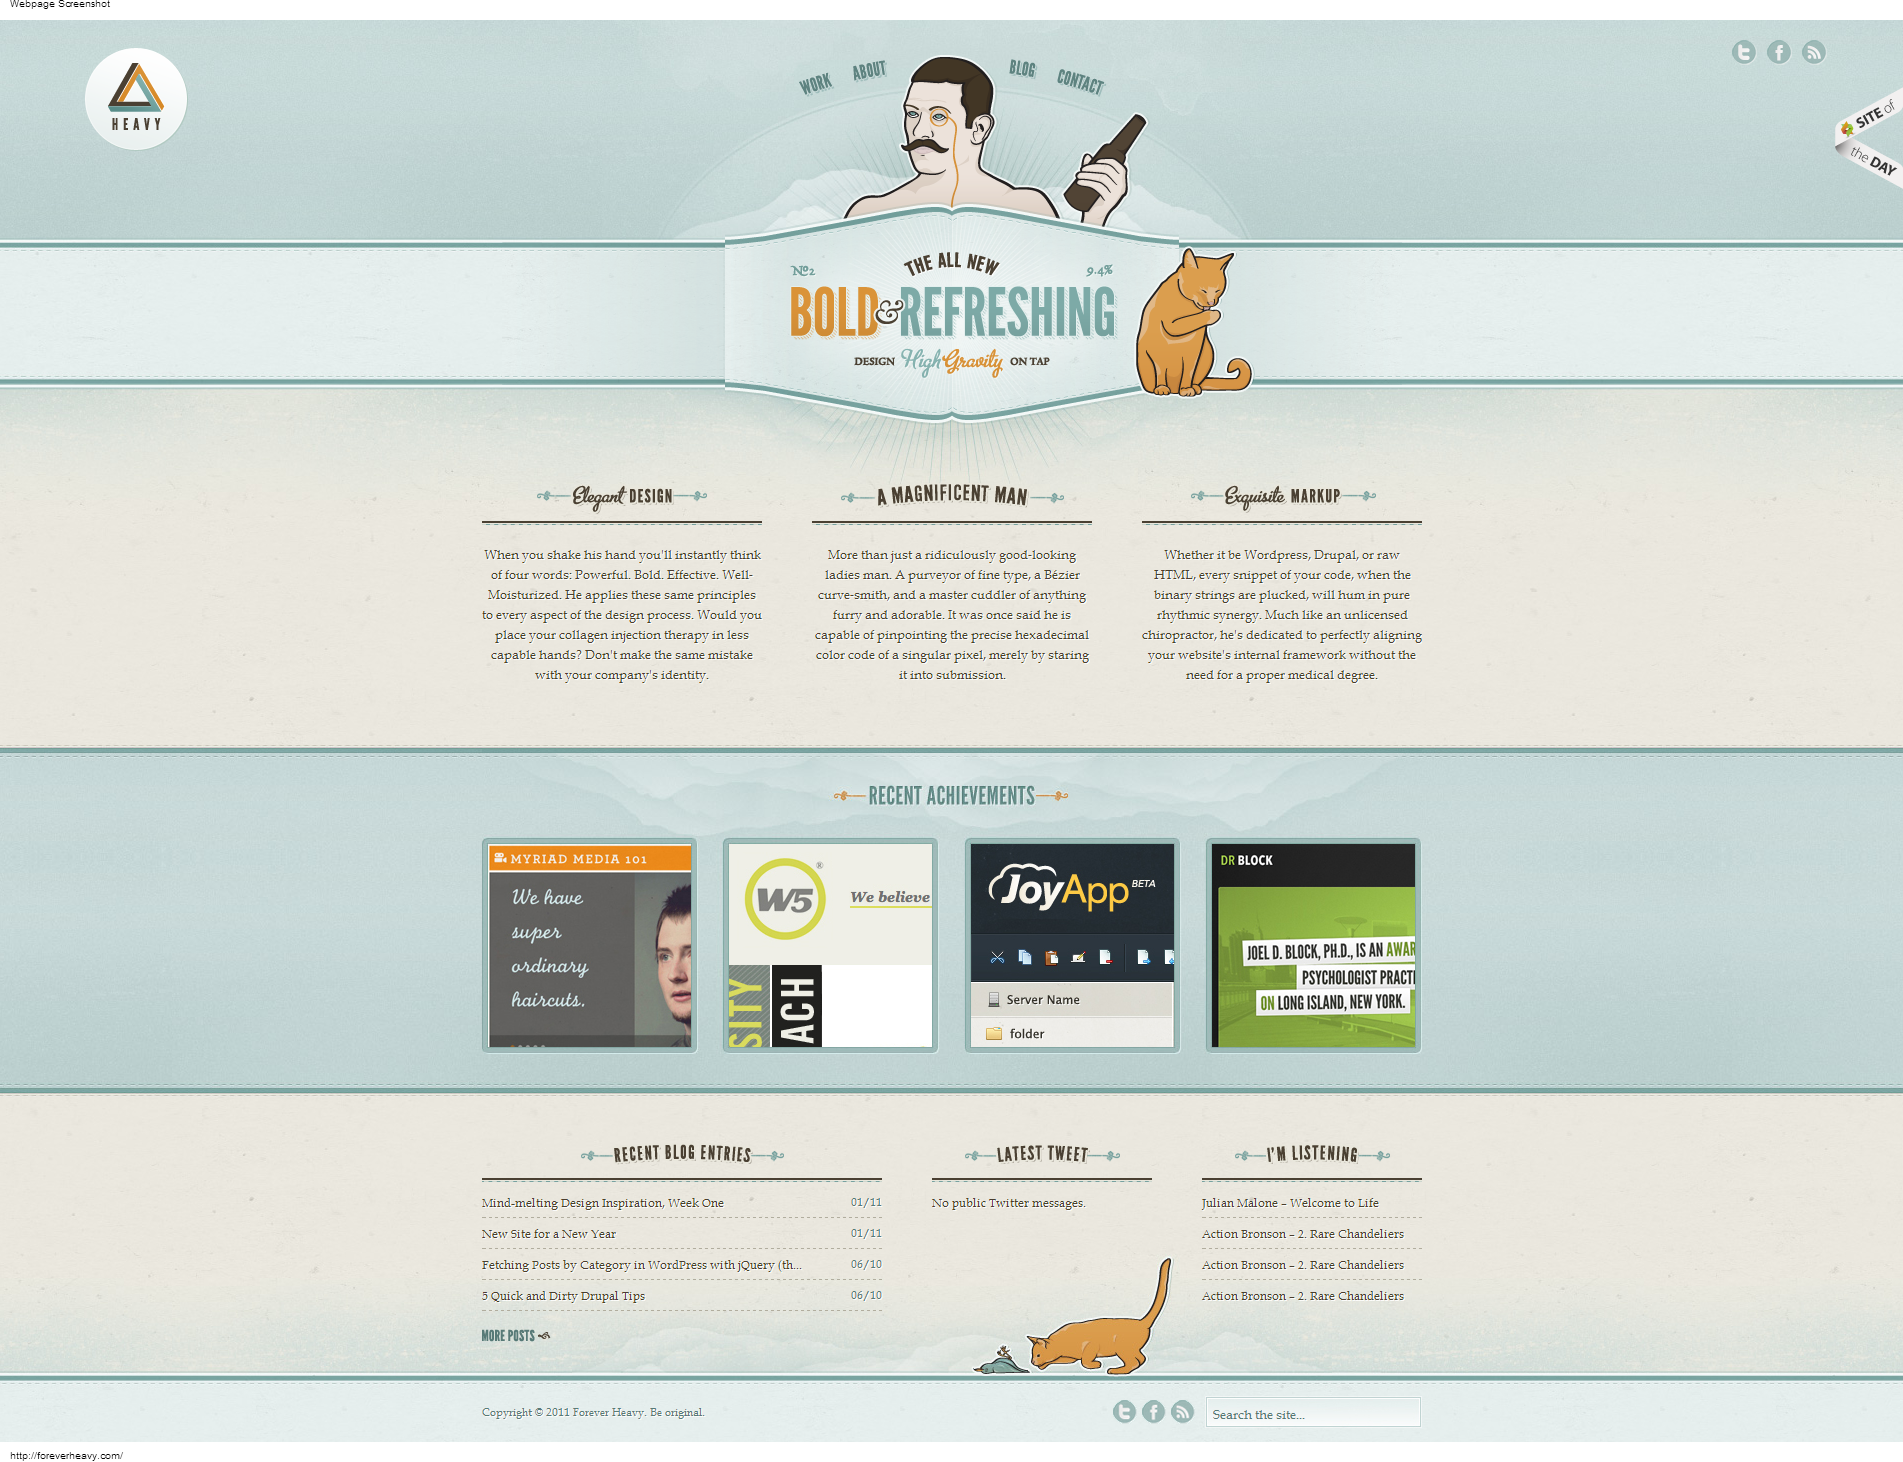 Webpage Screenshot
HEAVY
WORK
ABOUT
BLOG
CONTACT
SITE of
the DAY
Nº2
THE ALL NEW
9.4%
BOLD & REFRESHING
DESIGN High Gravity ON TAP
Elegant DESIGN
When you shake his hand you'll instantly think
of four words: Powerful. Bold. Effective. Well-
Moisturized. He applies these same principles
to every aspect of the design process. Would you
place your collagen injection therapy in less
capable hands? Don't make the same mistake
with your company's identity.
A MAGNIFICENT MAN
More than just a ridiculously good-looking
ladies man. A purveyor of fine type, a Bézier
curve-smith, and a master cuddler of anything
furry and adorable. It was once said he is
capable of pinpointing the precise hexadecimal
color code of a singular pixel, merely by staring
it into submission.
Exquisite MARKUP
Whether it be Wordpress, Drupal, or raw
HTML, every snippet of your code, when the
binary strings are plucked, will hum in pure
rhythmic synergy. Much like an unlicensed
chiropractor, he's dedicated to perfectly aligning
your website's internal framework without the
need for a proper medical degree.
RECENT ACHIEVEMENTS
MYRIAD MEDIA 101
We have
super
ordinary
haircuts.
W5®
We believe
SITY
ACH
JoyApp BETA
Server Name
folder
DR BLOCK
JOEL D. BLOCK, PH.D., IS AN AWAR
PSYCHOLOGIST PRACTI
ON LONG ISLAND, NEW YORK.
RECENT BLOG ENTRIES
Mind-melting Design Inspiration, Week One 01/11
New Site for a New Year 01/11
Fetching Posts by Category in WordPress with jQuery (th... 06/10
5 Quick and Dirty Drupal Tips 06/10
MORE POSTS
LATEST TWEET
No public Twitter messages.
I'M LISTENING
Julian Malone – Welcome to Life
Action Bronson – 2. Rare Chandeliers
Action Bronson – 2. Rare Chandeliers
Action Bronson – 2. Rare Chandeliers
Copyright © 2011 Forever Heavy. Be original.
Search the site...
http://foreverheavy.com/